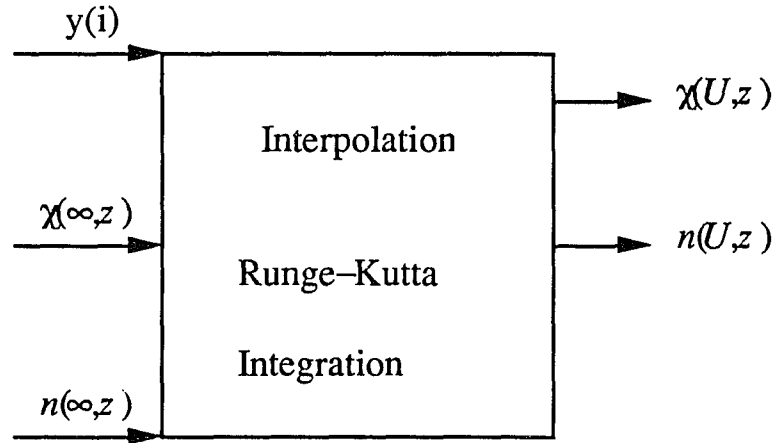 y(i)
χ(U,z)
Interpolation
χ(∞,z)
n(U,z)
Runge–Kutta
Integration
n(∞,z)